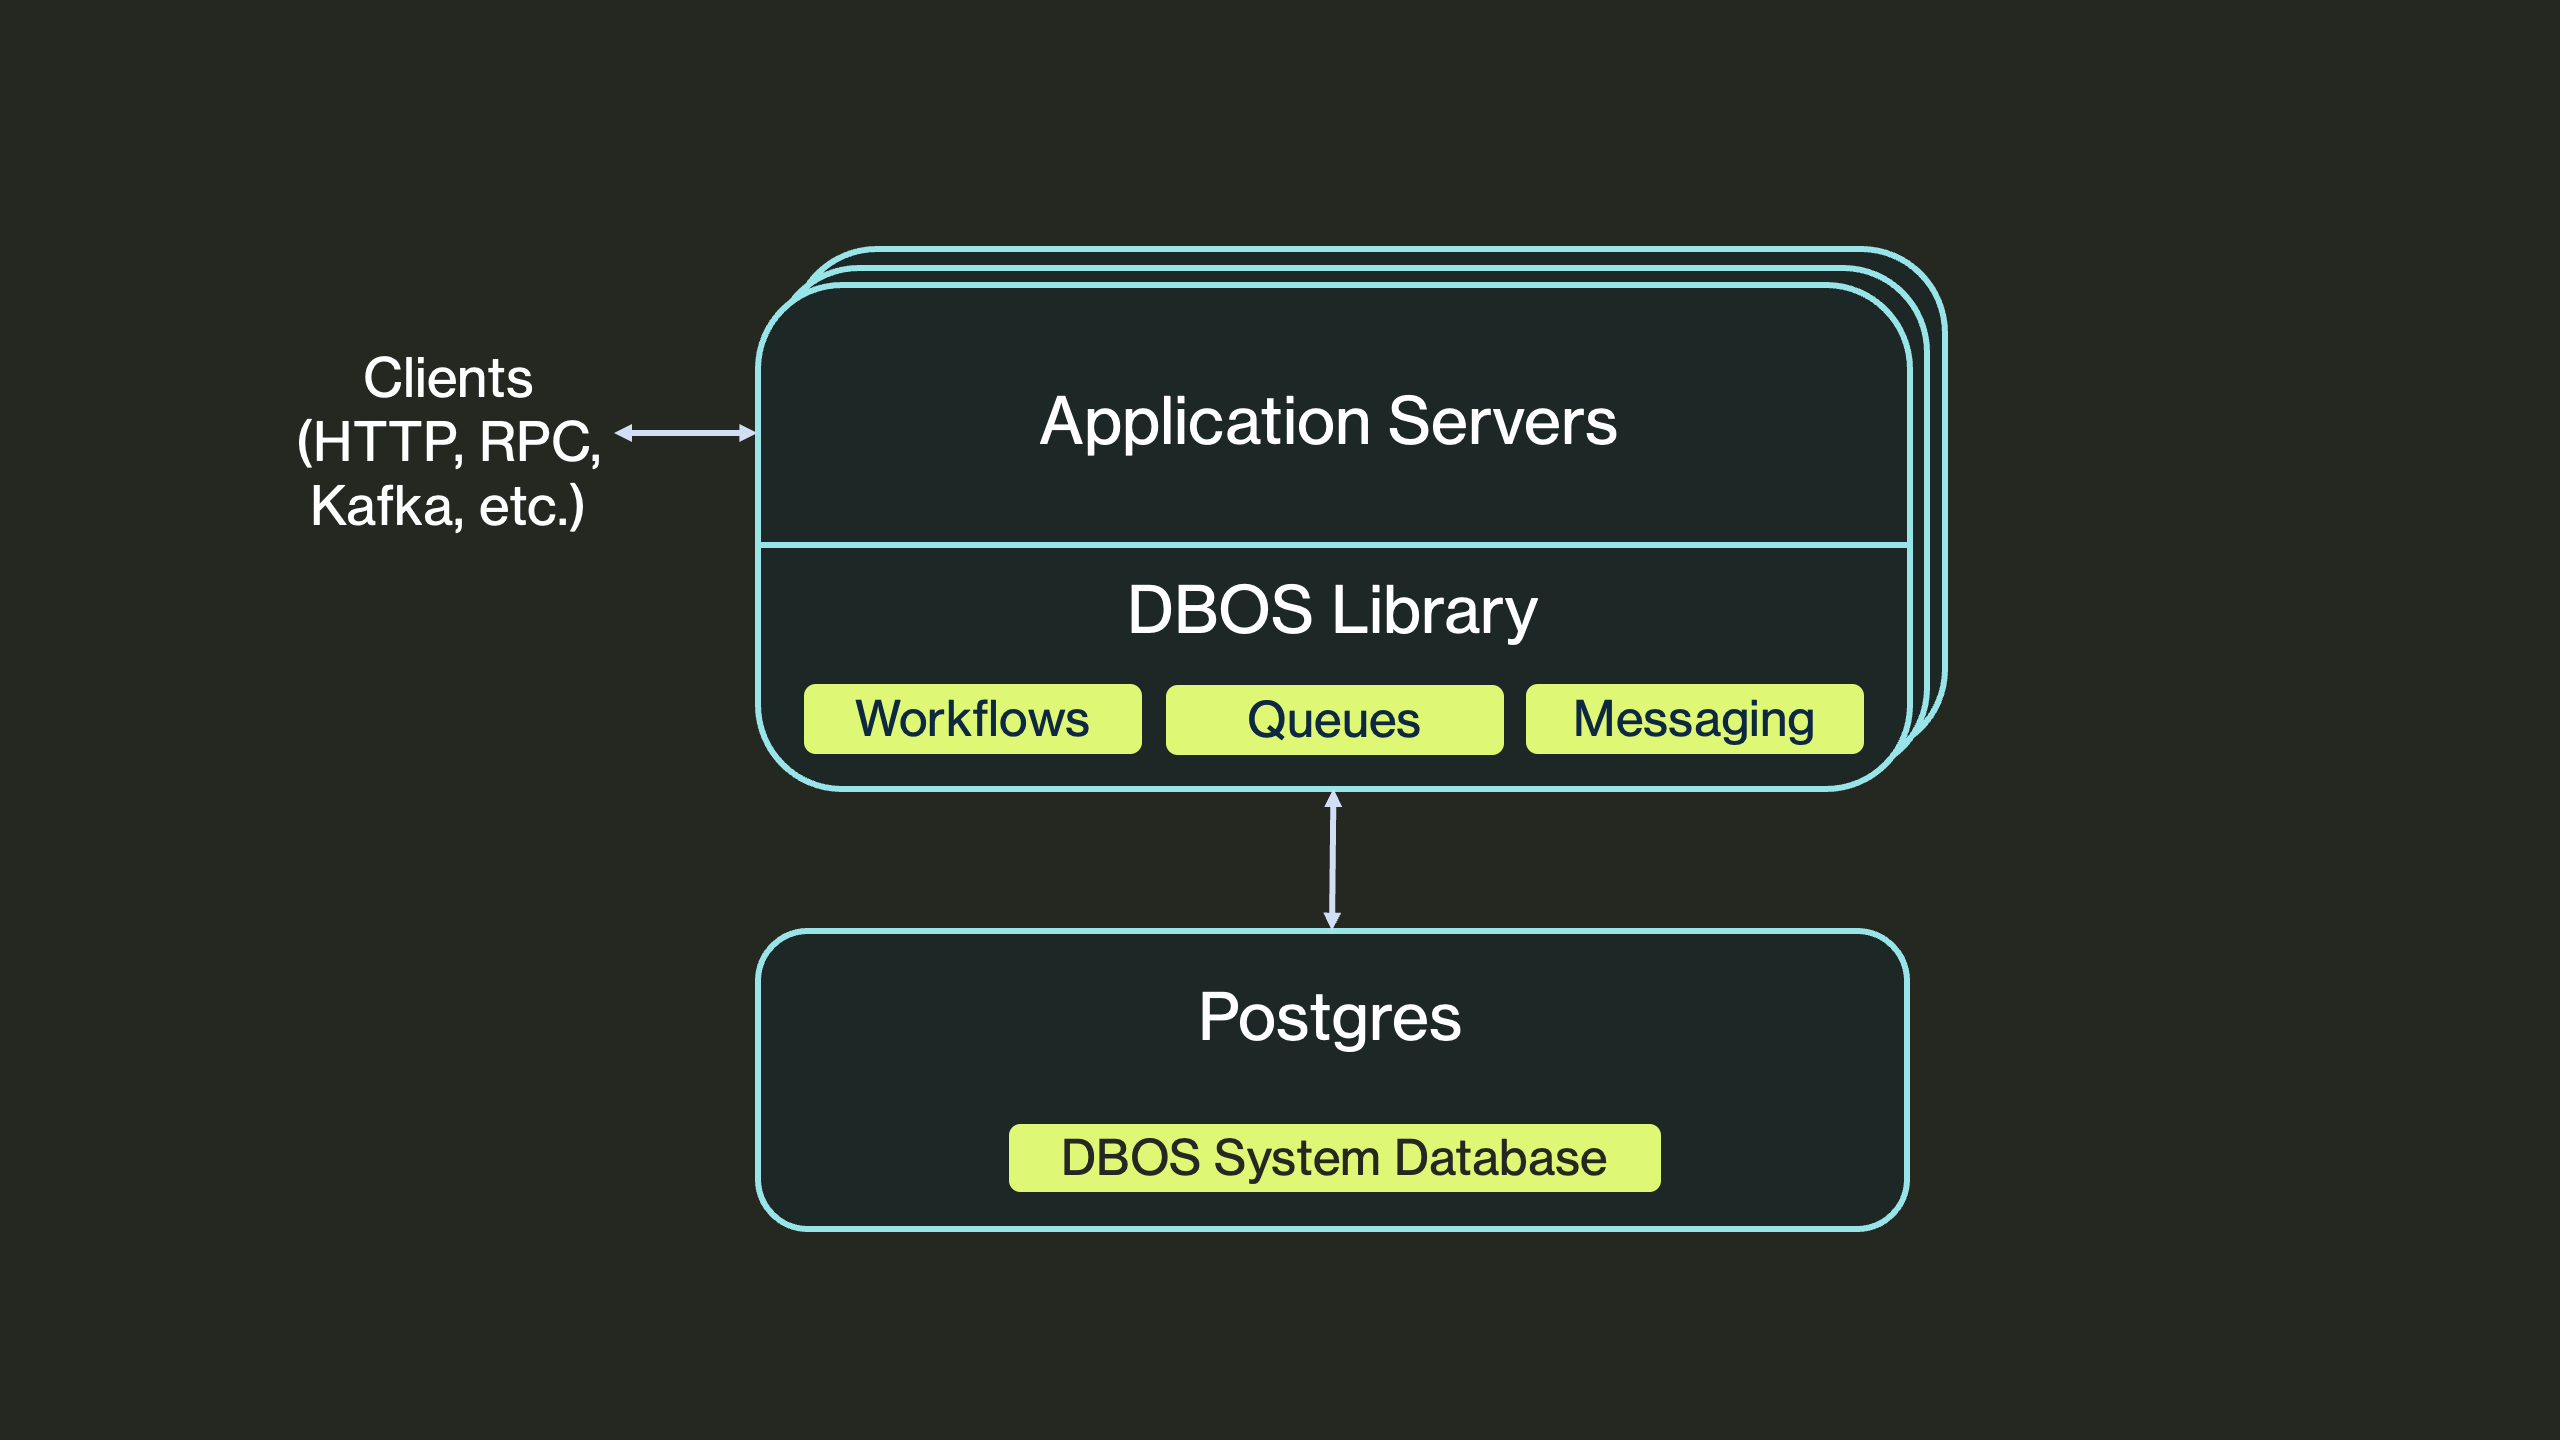 Clients
(HTTP, RPC,
Kafka, etc.)
Application Servers
DBOS Library
Workflows
Queues
Messaging
Postgres
DBOS System Database